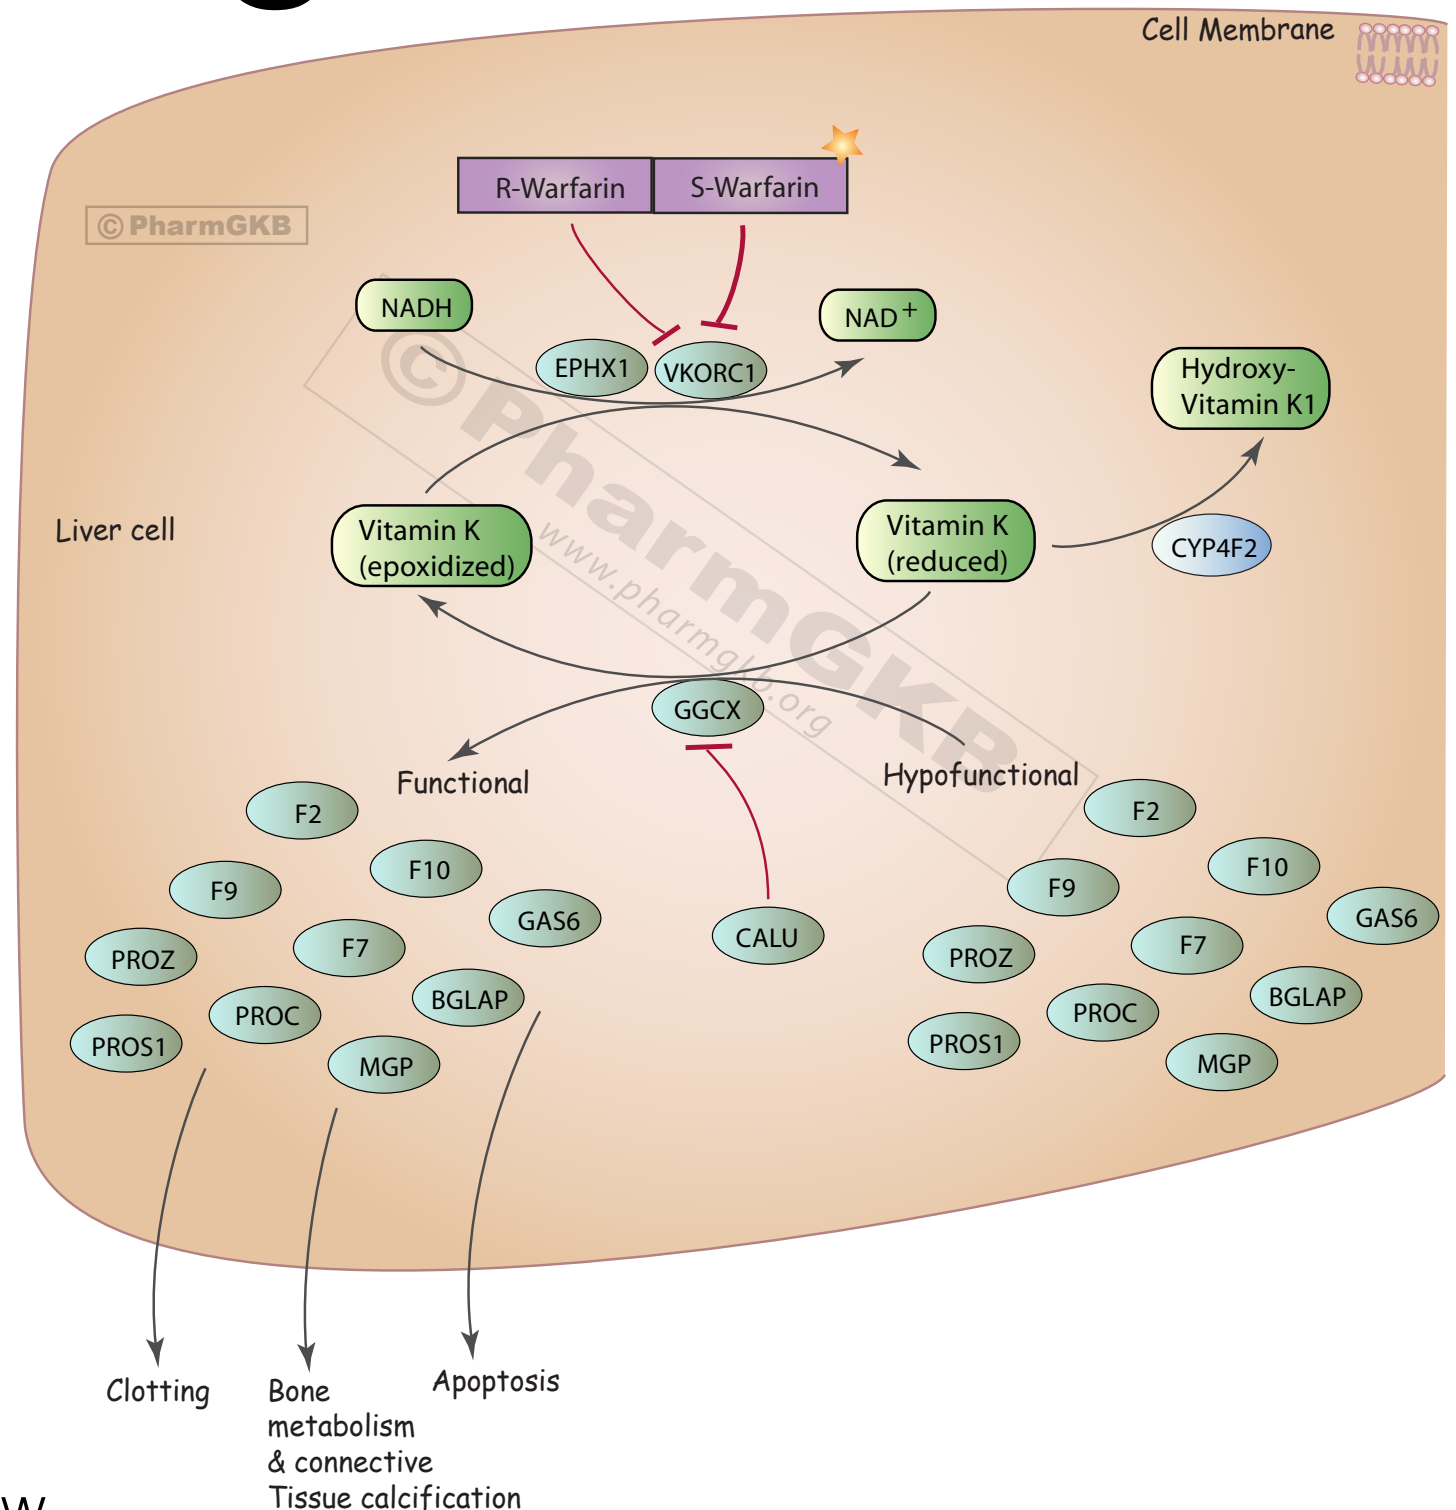 Cell Membrane
R-Warfarin
S-Warfarin
© PharmGKB
NADH
NAD+
EPHX1
VKORC1
Hydroxy-
Vitamin K1
Liver cell
Vitamin K
(epoxidized)
Vitamin K
(reduced)
CYP4F2
© PharmGKB
www.pharmgkb.org
GGCX
Functional
Hypofunctional
F2
F10
F9
GAS6
F7
PROZ
BGLAP
PROC
PROS1
MGP
CALU
F2
F10
F9
GAS6
F7
PROZ
BGLAP
PROC
PROS1
MGP
Clotting
Bone
metabolism
& connective
Tissue calcification
Apoptosis
W